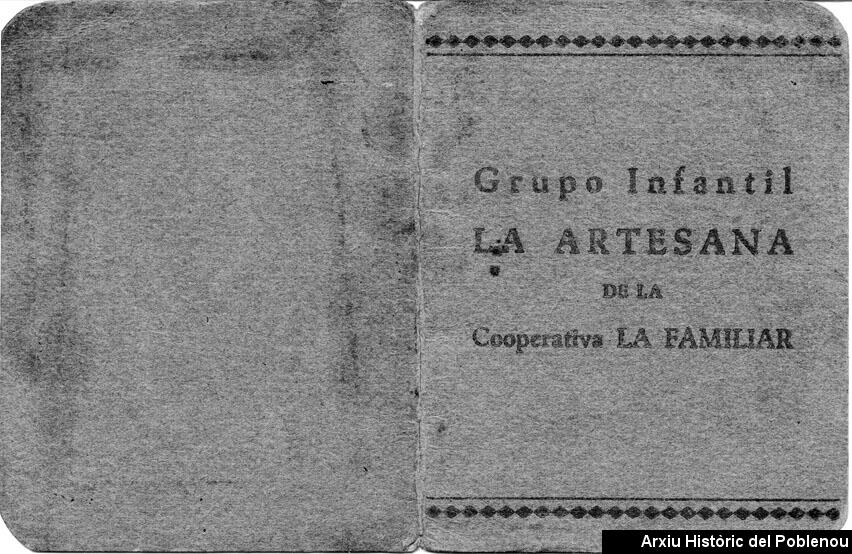 Grupo Infantil
LA ARTESANA
DE LA
Cooperativa LA FAMILIAR
Arxiu Històric del Poblenou